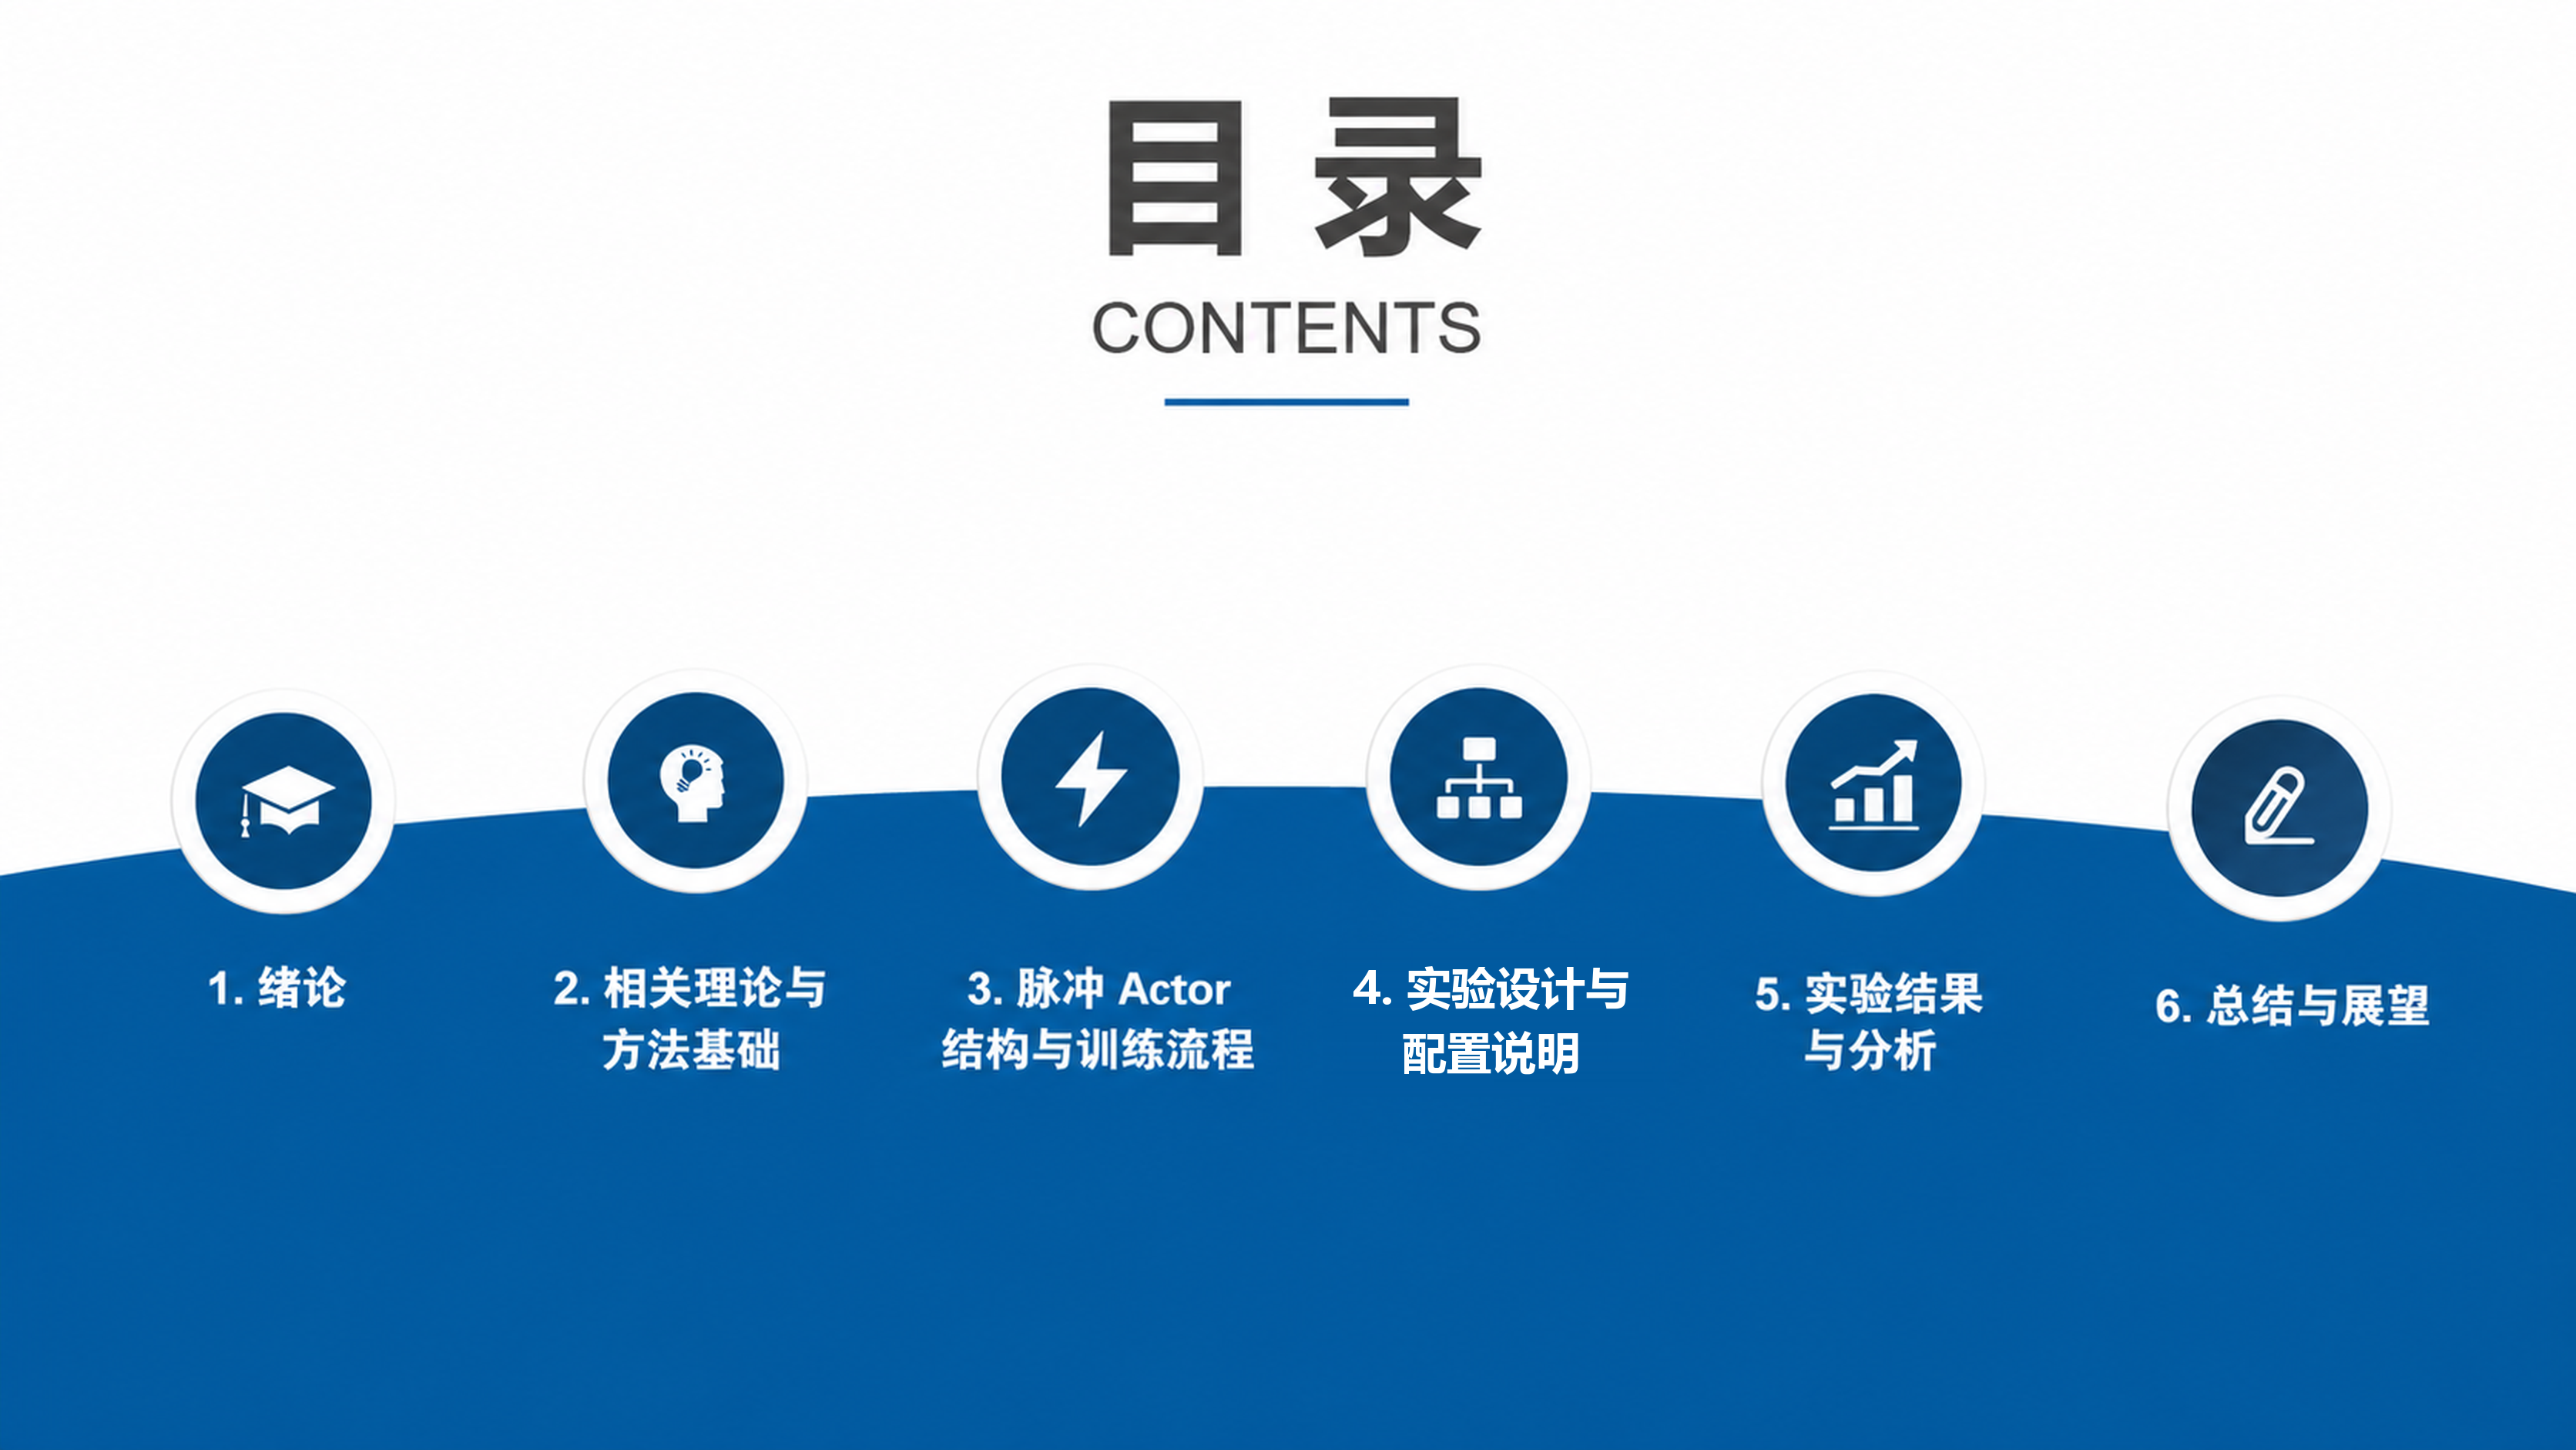 目录
CONTENTS
1. 绪论
2. 相关理论与
方法基础
3. 脉冲 Actor
结构与训练流程
4. 实验设计与
配置说明
5. 实验结果
与分析
6. 总结与展望